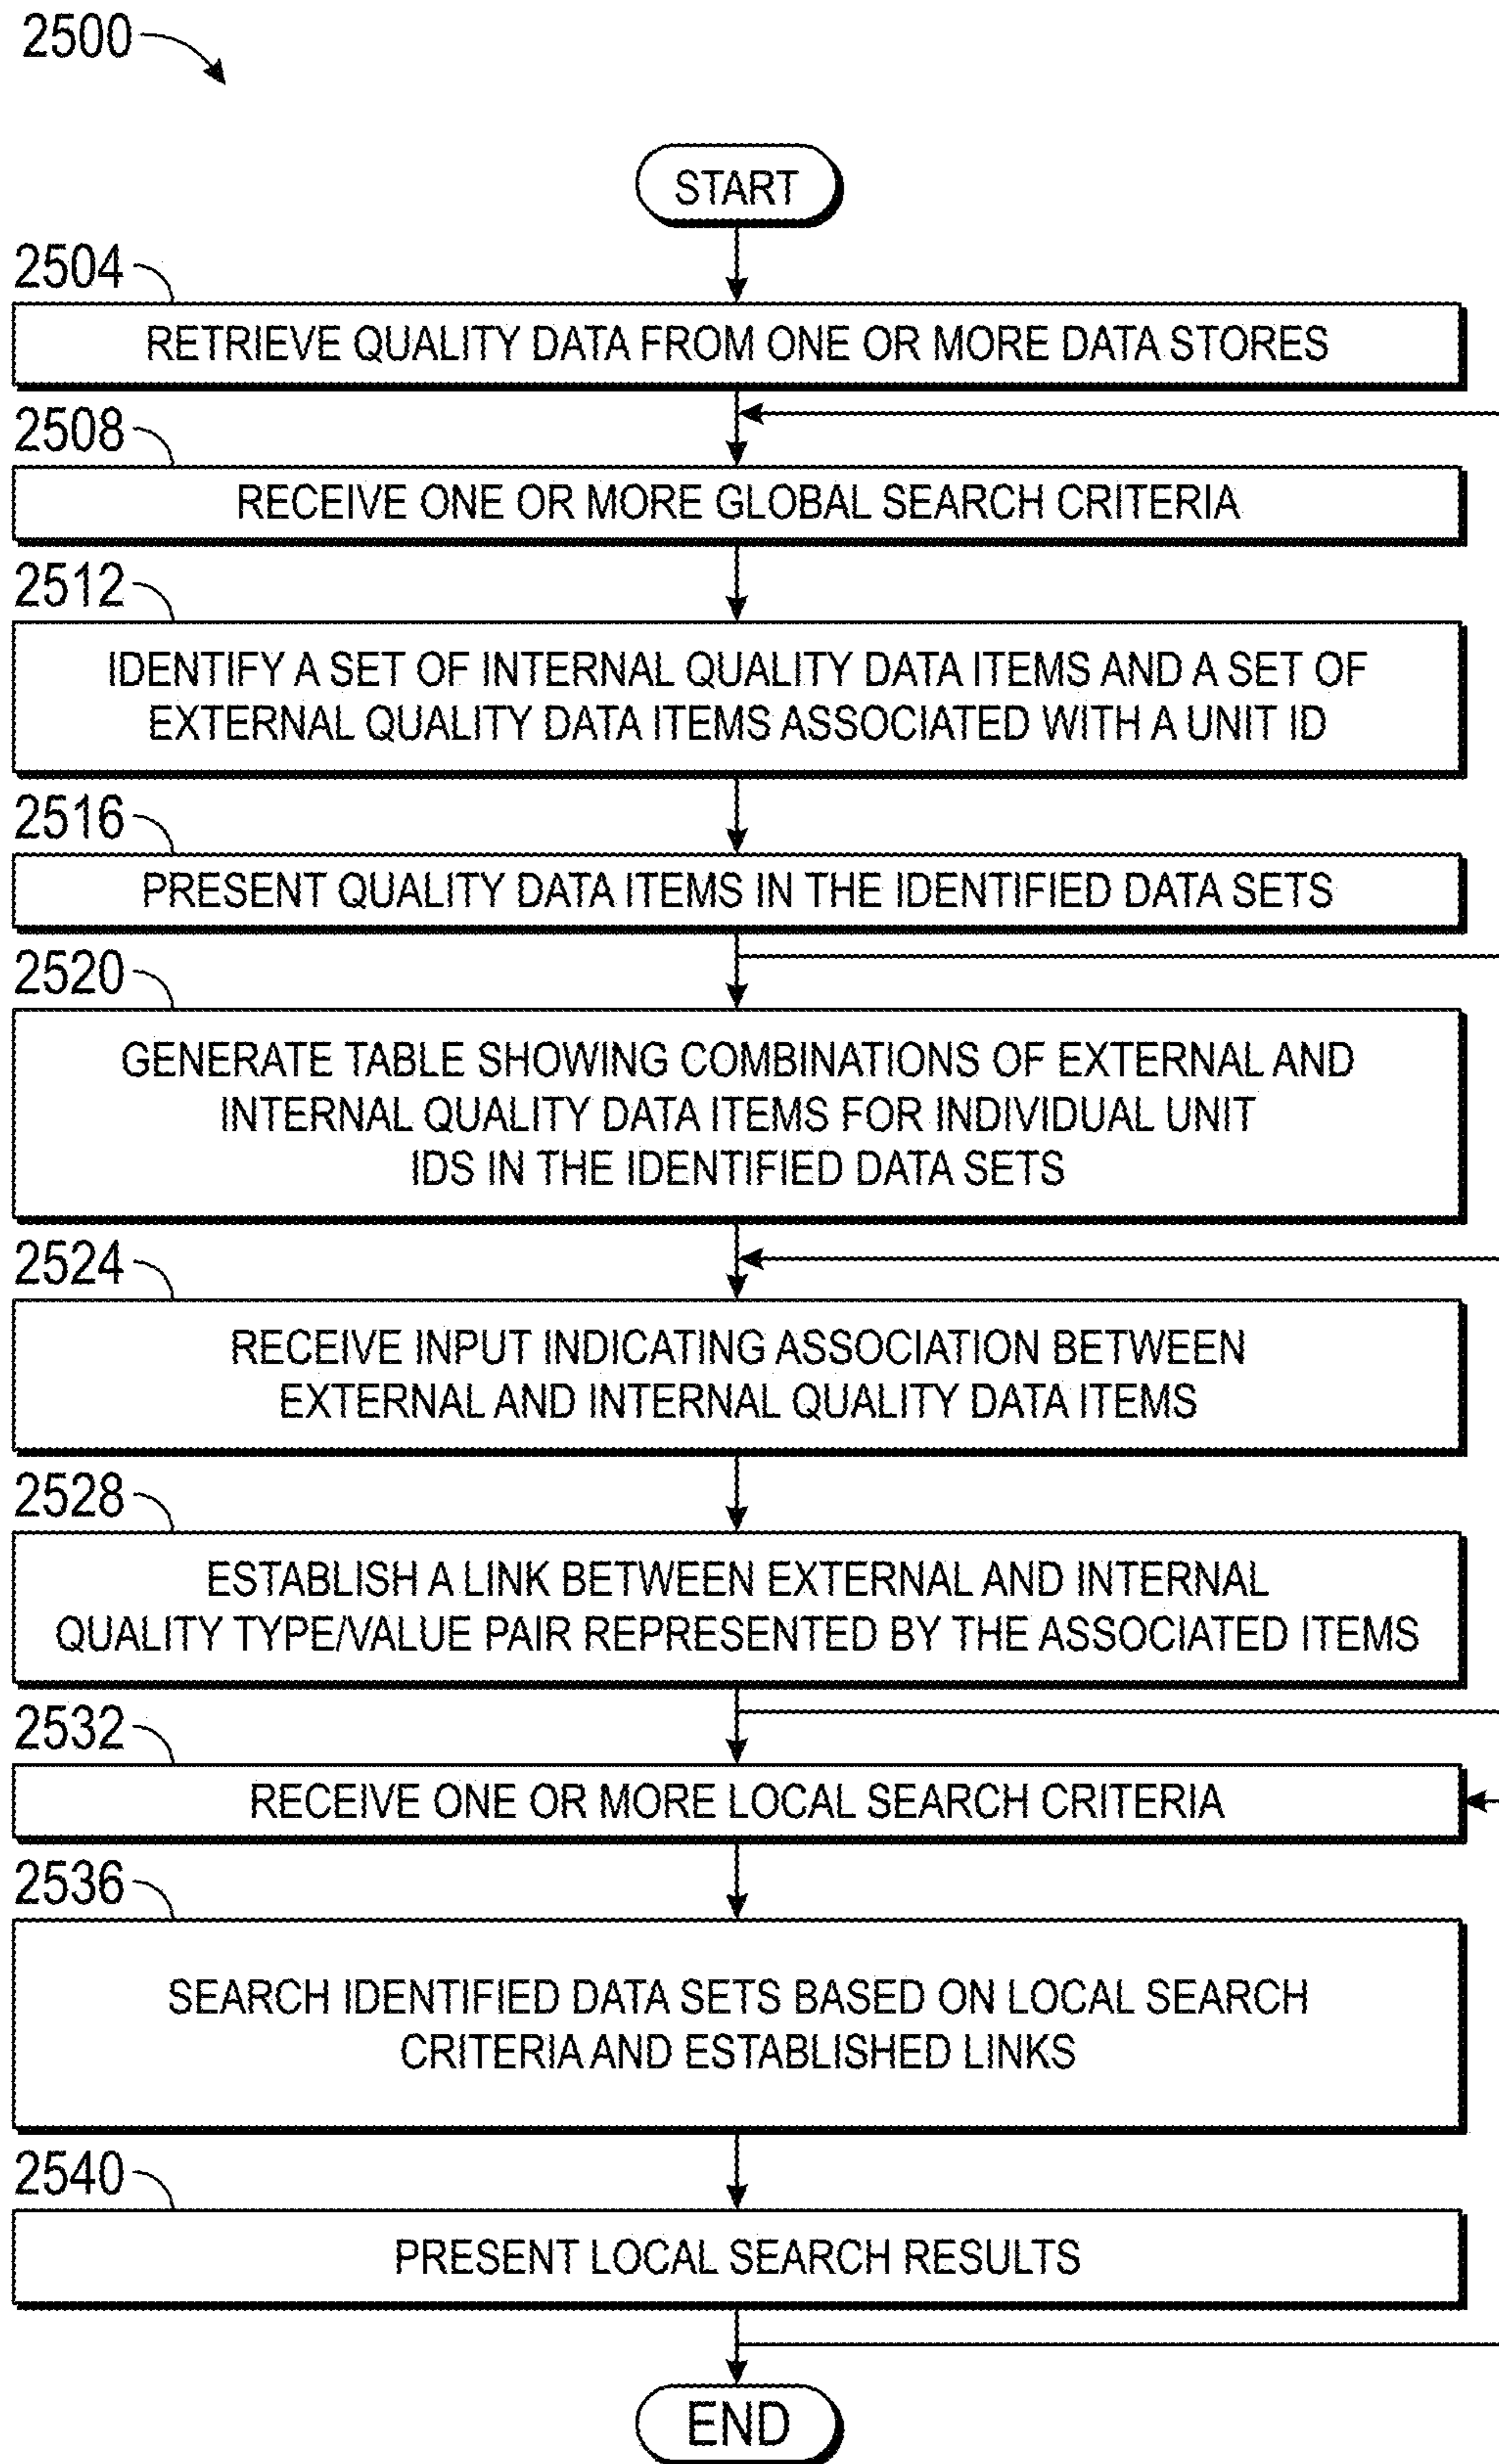 2500
START
2504
RETRIEVE QUALITY DATA FROM ONE OR MORE DATA STORES
2508
RECEIVE ONE OR MORE GLOBAL SEARCH CRITERIA
2512
IDENTIFY A SET OF INTERNAL QUALITY DATA ITEMS AND A SET OF
EXTERNAL QUALITY DATA ITEMS ASSOCIATED WITH A UNIT ID
2516
PRESENT QUALITY DATA ITEMS IN THE IDENTIFIED DATA SETS
2520
GENERATE TABLE SHOWING COMBINATIONS OF EXTERNAL AND
INTERNAL QUALITY DATA ITEMS FOR INDIVIDUAL UNIT
IDS IN THE IDENTIFIED DATA SETS
2524
RECEIVE INPUT INDICATING ASSOCIATION BETWEEN
EXTERNAL AND INTERNAL QUALITY DATA ITEMS
2528
ESTABLISH A LINK BETWEEN EXTERNAL AND INTERNAL
QUALITY TYPE/VALUE PAIR REPRESENTED BY THE ASSOCIATED ITEMS
2532
RECEIVE ONE OR MORE LOCAL SEARCH CRITERIA
2536
SEARCH IDENTIFIED DATA SETS BASED ON LOCAL SEARCH
CRITERIA AND ESTABLISHED LINKS
2540
PRESENT LOCAL SEARCH RESULTS
END